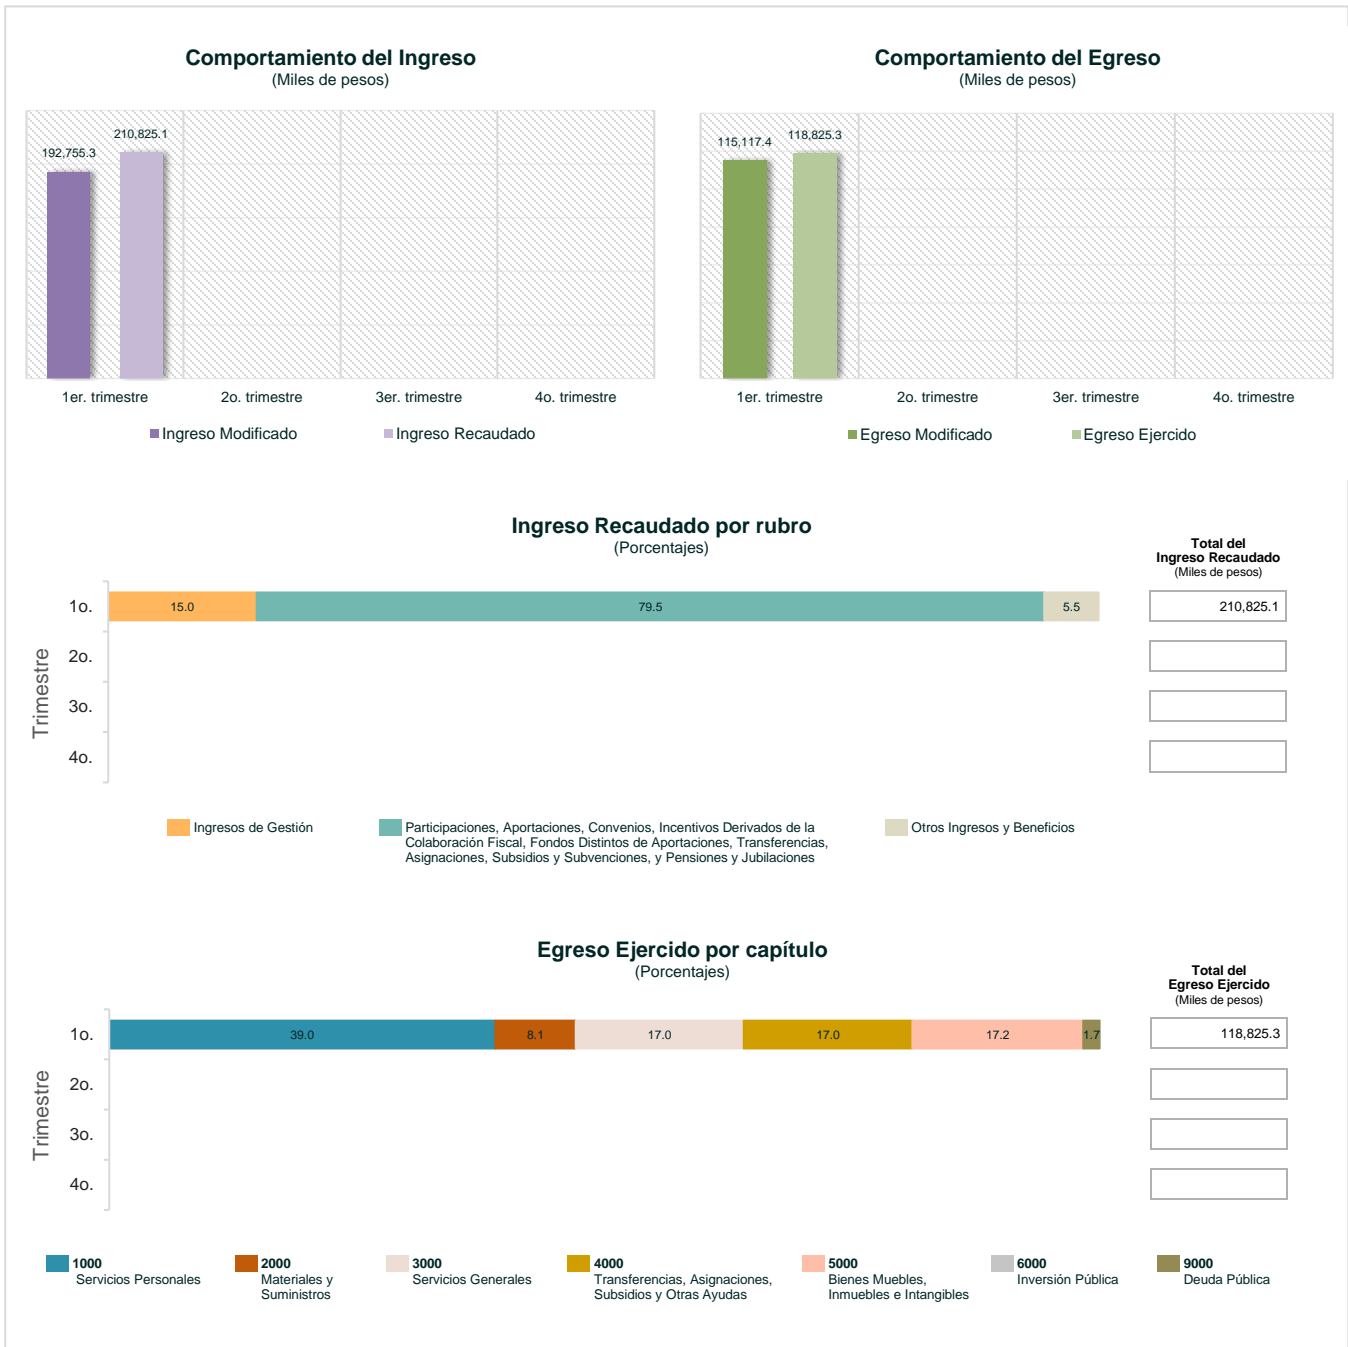 Comportamiento del Ingreso
(Miles de pesos)
192,755.3
210,825.1
1er. trimestre
2o. trimestre
3er. trimestre
4o. trimestre
Ingreso Modificado
Ingreso Recaudado
Comportamiento del Egreso
(Miles de pesos)
115,117.4
118,825.3
1er. trimestre
2o. trimestre
3er. trimestre
4o. trimestre
Egreso Modificado
Egreso Ejercido
Ingreso Recaudado por rubro
(Porcentajes)
Total del
Ingreso Recaudado
(Miles de pesos)
Trimestre
1o.
15.0
79.5
5.5
210,825.1
2o.
3o.
4o.
Ingresos de Gestión
Participaciones, Aportaciones, Convenios, Incentivos Derivados de la
Colaboración Fiscal, Fondos Distintos de Aportaciones, Transferencias,
Asignaciones, Subsidios y Subvenciones, y Pensiones y Jubilaciones
Otros Ingresos y Beneficios
Egreso Ejercido por capítulo
(Porcentajes)
Total del
Egreso Ejercido
(Miles de pesos)
Trimestre
1o.
39.0
8.1
17.0
17.0
17.2
1.7
118,825.3
2o.
3o.
4o.
1000
Servicios Personales
2000
Materiales y
Suministros
3000
Servicios Generales
4000
Transferencias, Asignaciones,
Subsidios y Otras Ayudas
5000
Bienes Muebles,
Inmuebles e Intangibles
6000
Inversión Pública
9000
Deuda Pública